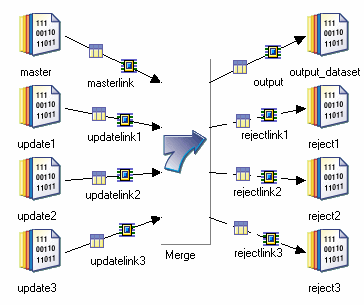 111
00110
11011
master
masterlink
output
111
00110
11011
output_dataset
111
00110
11011
update1
updatelink1
rejectlink1
111
00110
11011
reject1
111
00110
11011
update2
updatelink2
rejectlink2
111
00110
11011
reject2
111
00110
11011
update3
updatelink3
Merge
rejectlink3
111
00110
11011
reject3